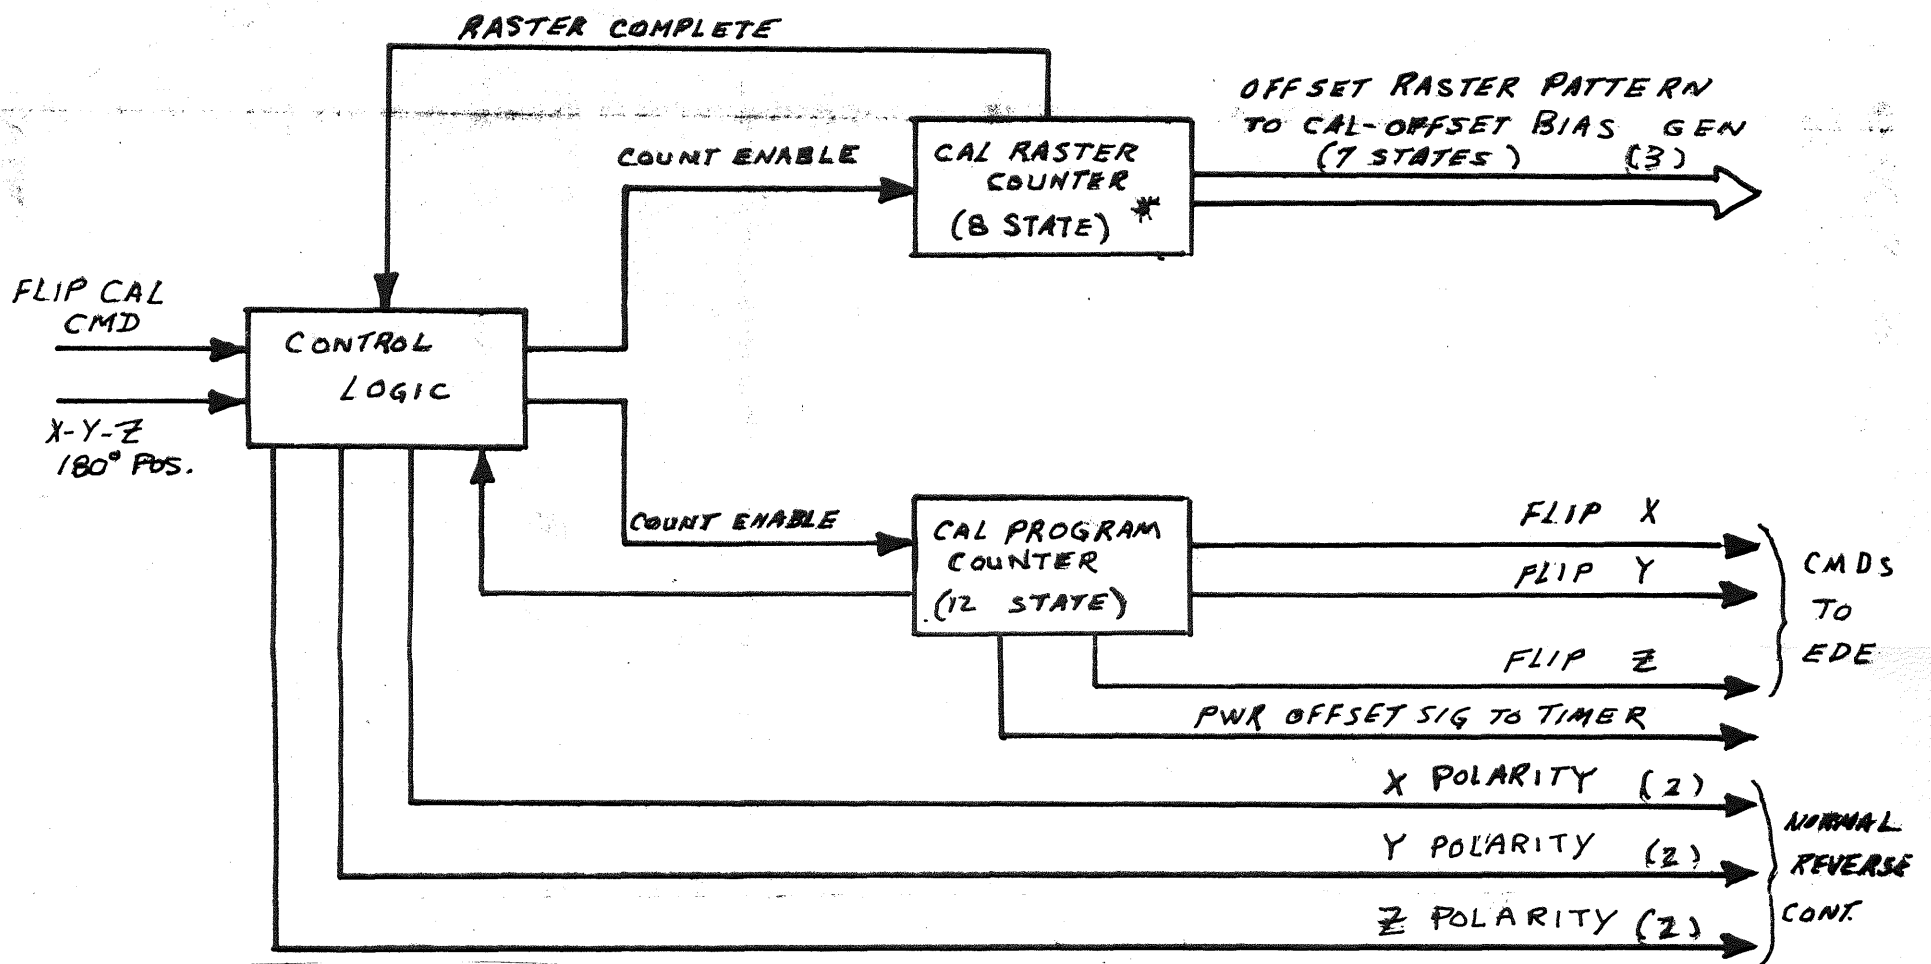 RASTER COMPLETE
OFFSET RASTER PATTERN
TO CAL-OFFSET BIAS GEN
(7 STATES) (3)
COUNT ENABLE
CAL RASTER
COUNTER
(8 STATE) *
FLIP CAL
CMD
CONTROL
LOGIC
X-Y-Z
180° POS.
COUNT ENABLE
CAL PROGRAM
COUNTER
(12 STATE)
FLIP X
FLIP Y
FLIP Z
CMDS
TO
EDE
PWR OFFSET SIG TO TIMER
X POLARITY (2)
Y POLARITY (2)
Z POLARITY (2)
NORMAL
REVERSE
CONT.